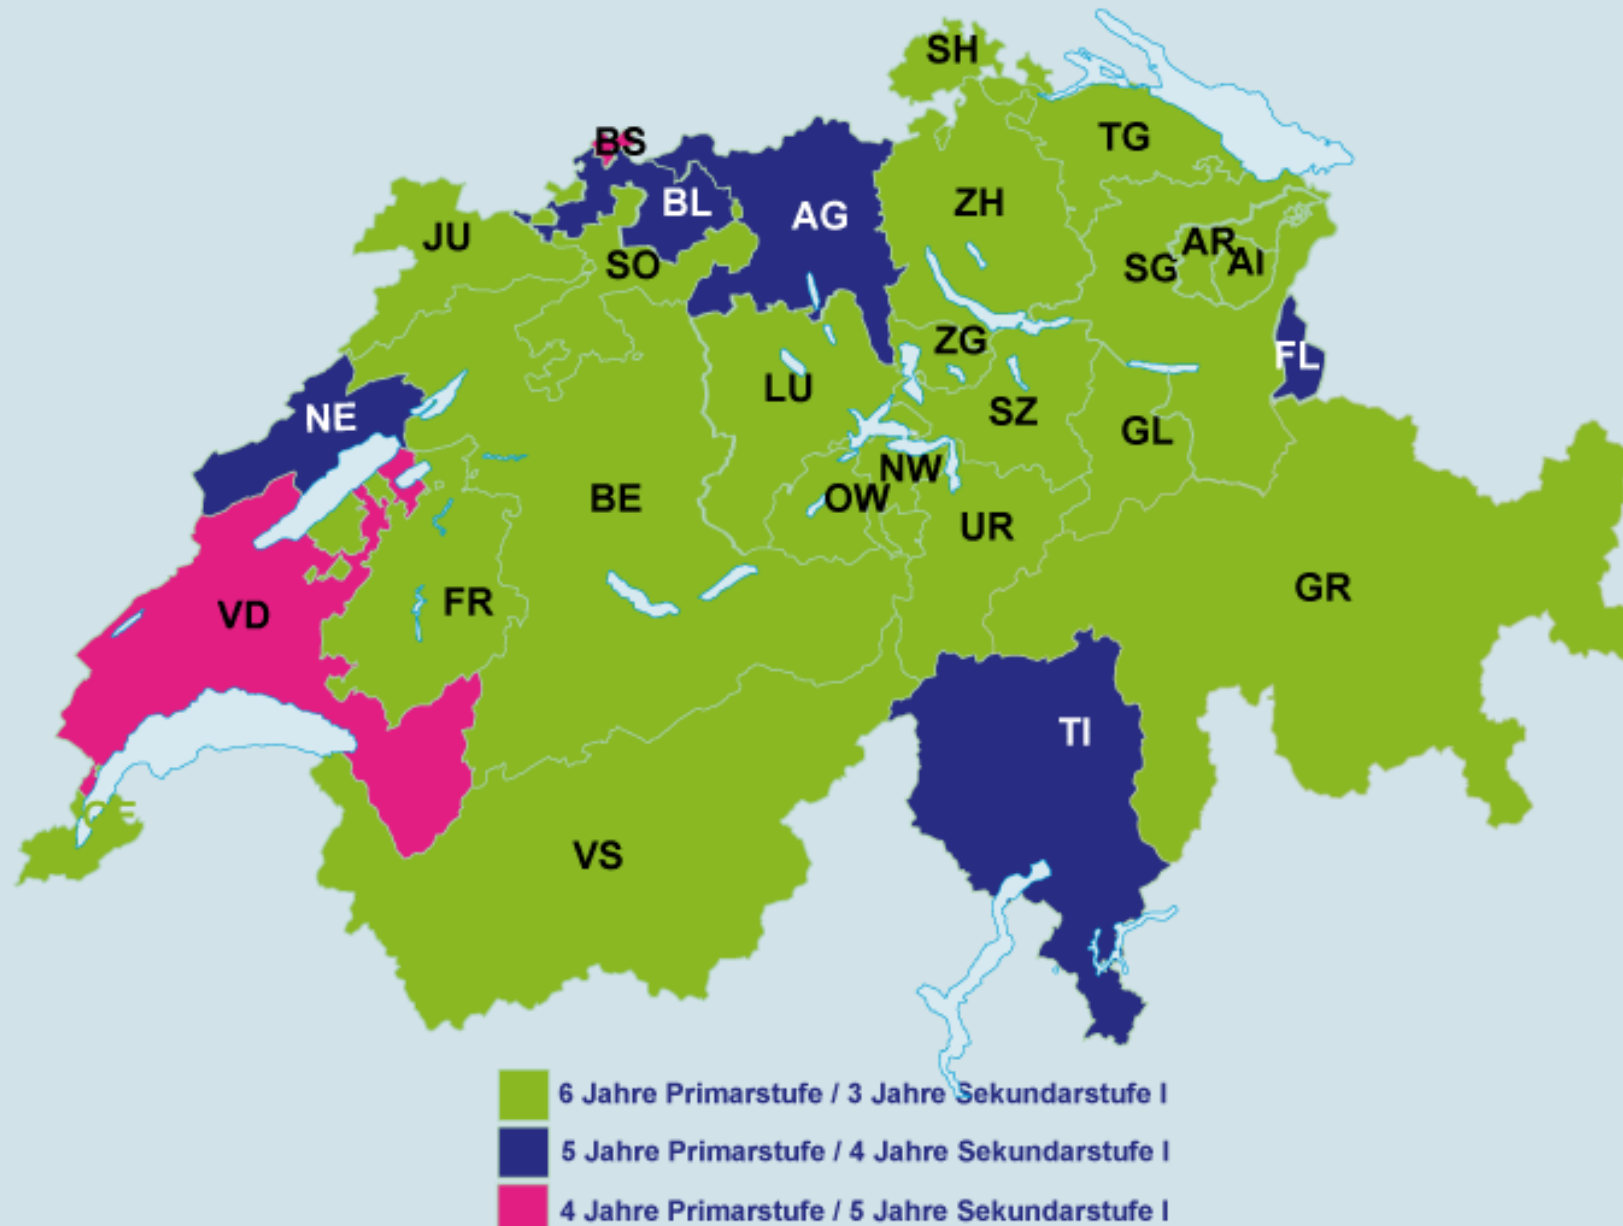 SH
TG
BS
ZH
BL
AG
JU
AR
SO
SG
AI
ZG
FL
LU
SZ
NE
GL
NW
BE
OW
UR
GR
FR
VD
TI
GE
VS
6 Jahre Primarstufe / 3 Jahre Sekundarstufe I
5 Jahre Primarstufe / 4 Jahre Sekundarstufe I
4 Jahre Primarstufe / 5 Jahre Sekundarstufe I